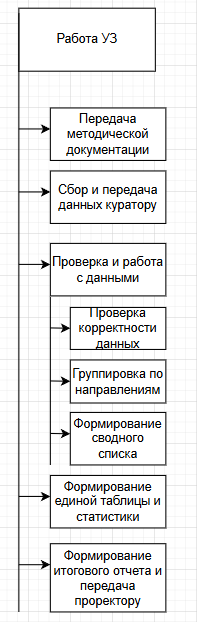 Работа УЗ
Передача
методической
документации
Сбор и передача
данных куратору
Проверка и работа
с данными
Проверка
корректности
данных
Группировка по
направлениям
Формирование
сводного
списка
Формирование
единой таблицы и
статистики
Формирование
итогового отчета и
передача
проректору